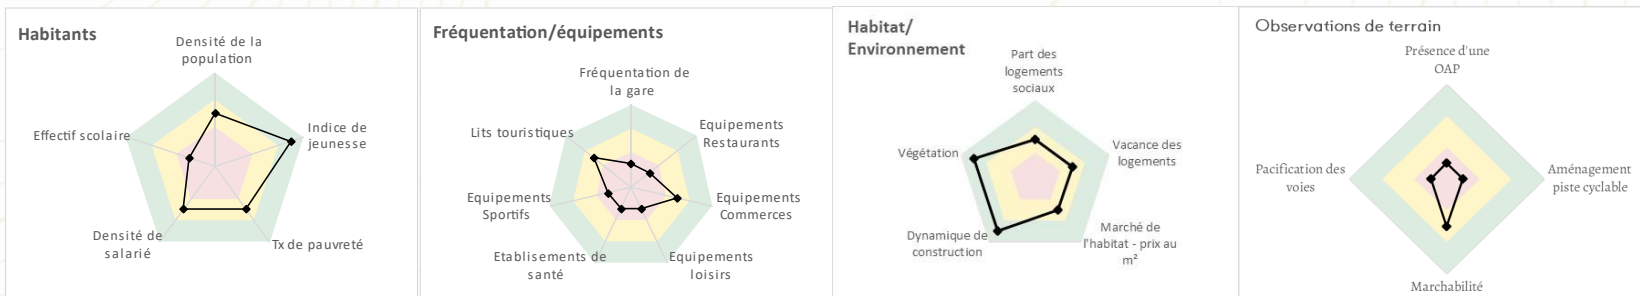 Habitants
Densité de la
population
Effectif scolaire
Indice de
jeunesse
Densité de
salarié
Tx de pauvreté
Fréquentation/équipements
Fréquentation de
la gare
Lits touristiques
Equipements
Restaurants
Equipements
Sportifs
Equipements
Commerces
Etablisements de
santé
Equipements
loisirs
Habitat/
Environnement
Part des
logements
sociaux
Végétation
Vacance des
logements
Dynamique de
construction
Marché de
l'habitat - prix au
m²
Observations de terrain
Présence d'une
OAP
Pacification des
voies
Aménagement
piste cyclable
Marchabilité